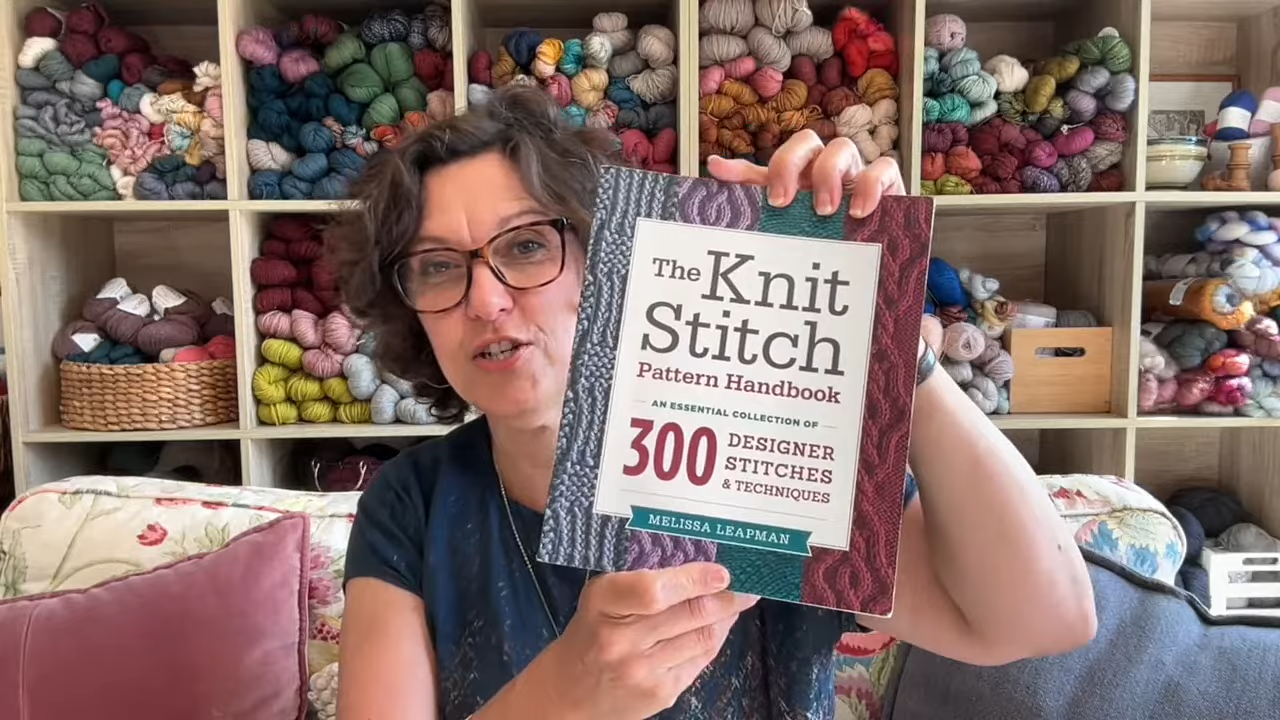 The Knit
Stitch
Pattern Handbook
AN ESSENTIAL COLLECTION OF
300 DESIGNER
STITCHES
& TECHNIQUES
MELISSA LEAPMAN